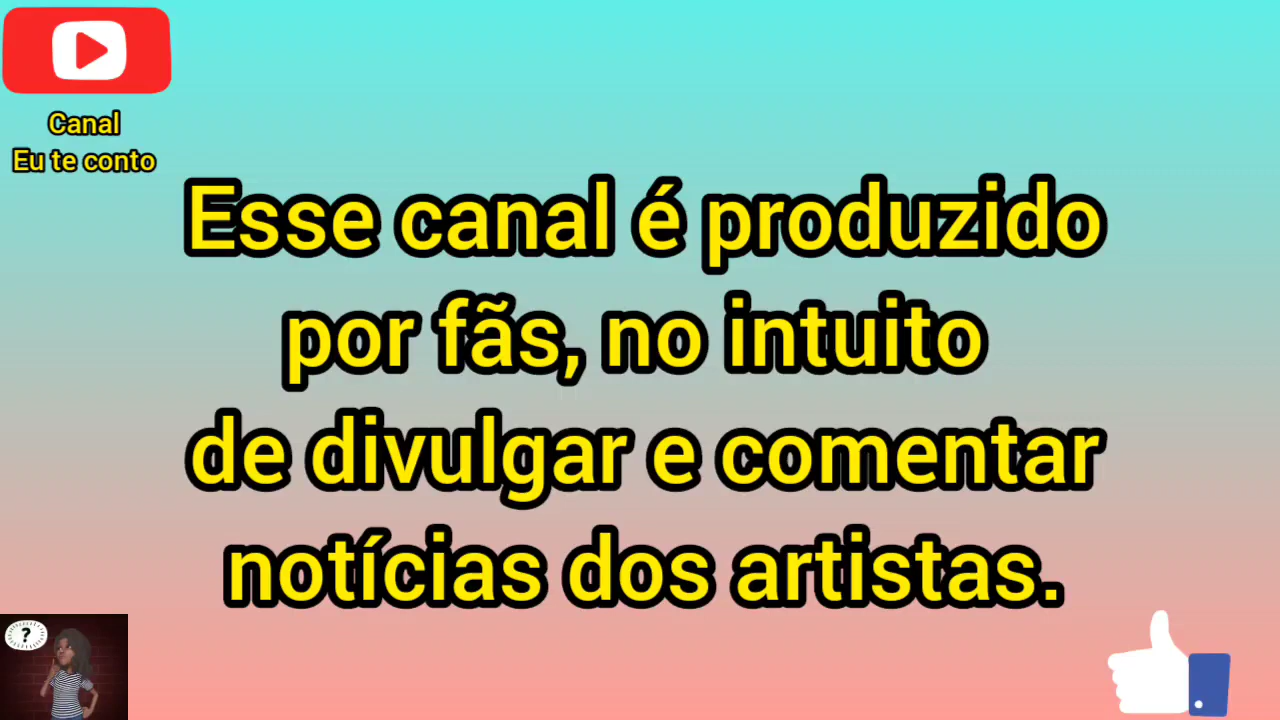 Canal
Eu te conto
Esse canal é produzido
por fãs, no intuito
de divulgar e comentar
notícias dos artistas.
?